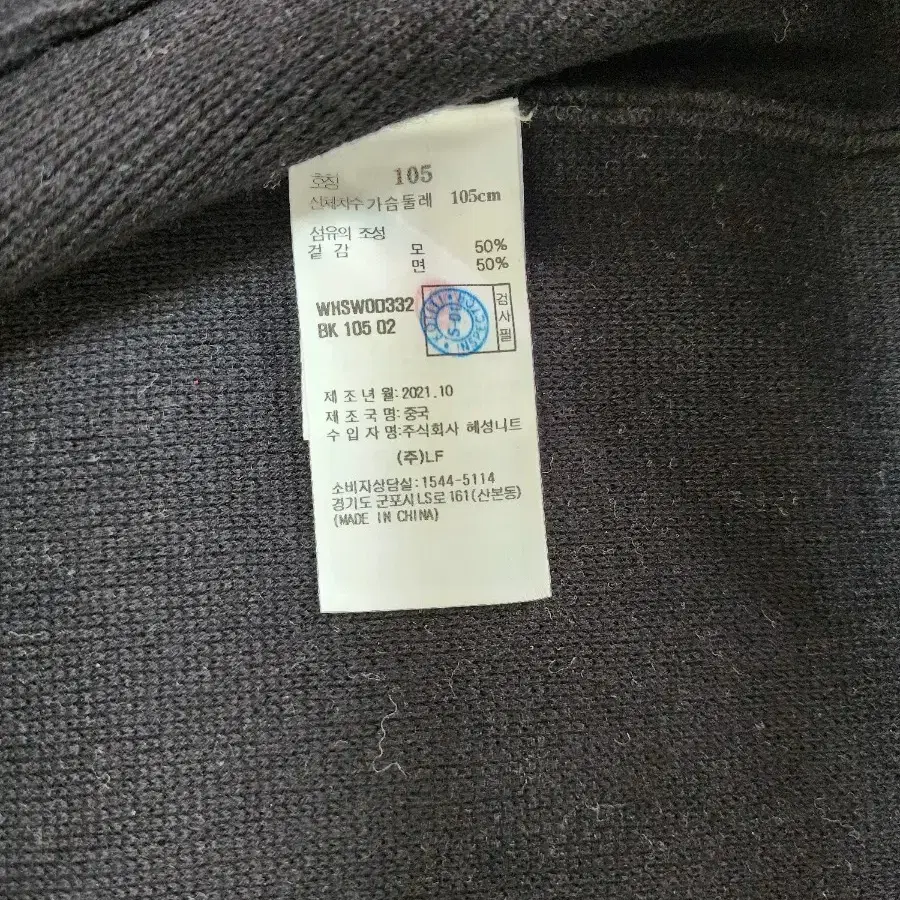 호칭 105
신체치수 가슴둘레 105cm
섬유의 조성
겉 감 모 50%
면 50%
WHSW0D332
BK 105 02
검사필
제 조 년 월: 2021.10
제 조 국 명: 중국
수 입 자 명:주식회사 혜성니트
(주)LF
소비자상담실: 1544-5114
경기도 군포시 LS로 161(산본동)
(MADE IN CHINA)